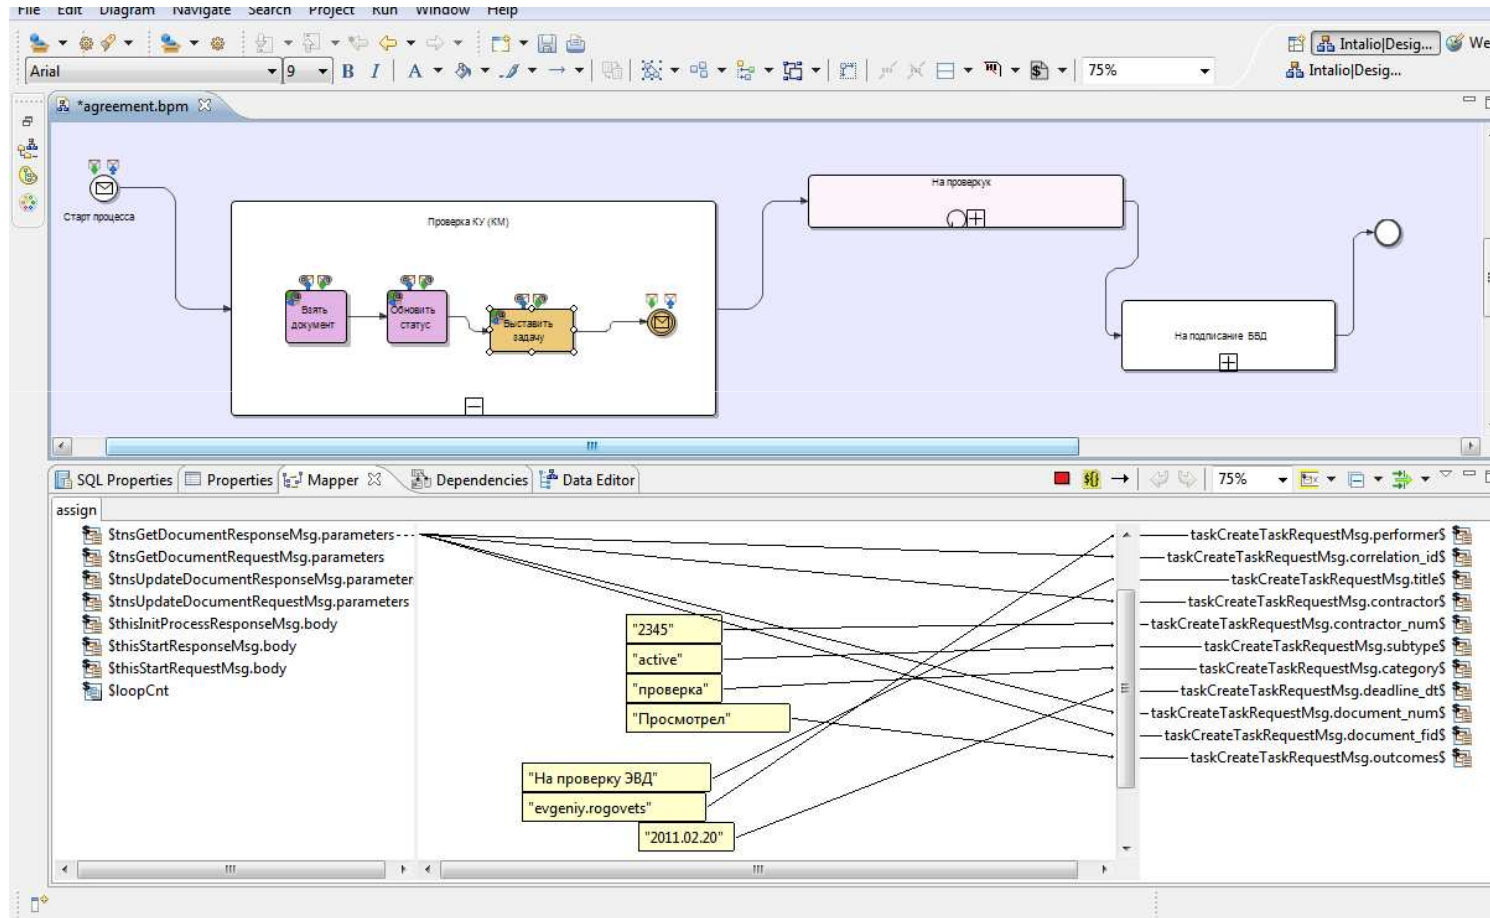 File Edit Diagram Navigate Search Project Run Window Help
Intalio|Desig... We
Arial 9 B I A 75% Intalio|Desig...
*agreement.bpm
Старт процесса
Проверка КУ (КМ)
Взять
документ
Обновить
статус
Выставить
задачу
На проверкук
На подписание БВД
SQL Properties Properties Mapper Dependencies Data Editor 75%
assign
$tnsGetDocumentResponseMsg.parameters
$tnsGetDocumentRequestMsg.parameters
$tnsUpdateDocumentResponseMsg.parameter
$tnsUpdateDocumentRequestMsg.parameters
$thisInitProcessResponseMsg.body
$thisStartResponseMsg.body
$thisStartRequestMsg.body
$loopCnt
"2345"
"active"
"проверка"
"Просмотрел"
"На проверку ЭВД"
"evgeniy.rogovets"
"2011.02.20"
taskCreateTaskRequestMsg.performer$
taskCreateTaskRequestMsg.correlation_id$
taskCreateTaskRequestMsg.title$
taskCreateTaskRequestMsg.contractor$
taskCreateTaskRequestMsg.contractor_num$
taskCreateTaskRequestMsg.subtype$
taskCreateTaskRequestMsg.category$
taskCreateTaskRequestMsg.deadline_dt$
taskCreateTaskRequestMsg.document_num$
taskCreateTaskRequestMsg.document_fid$
taskCreateTaskRequestMsg.outcomes$